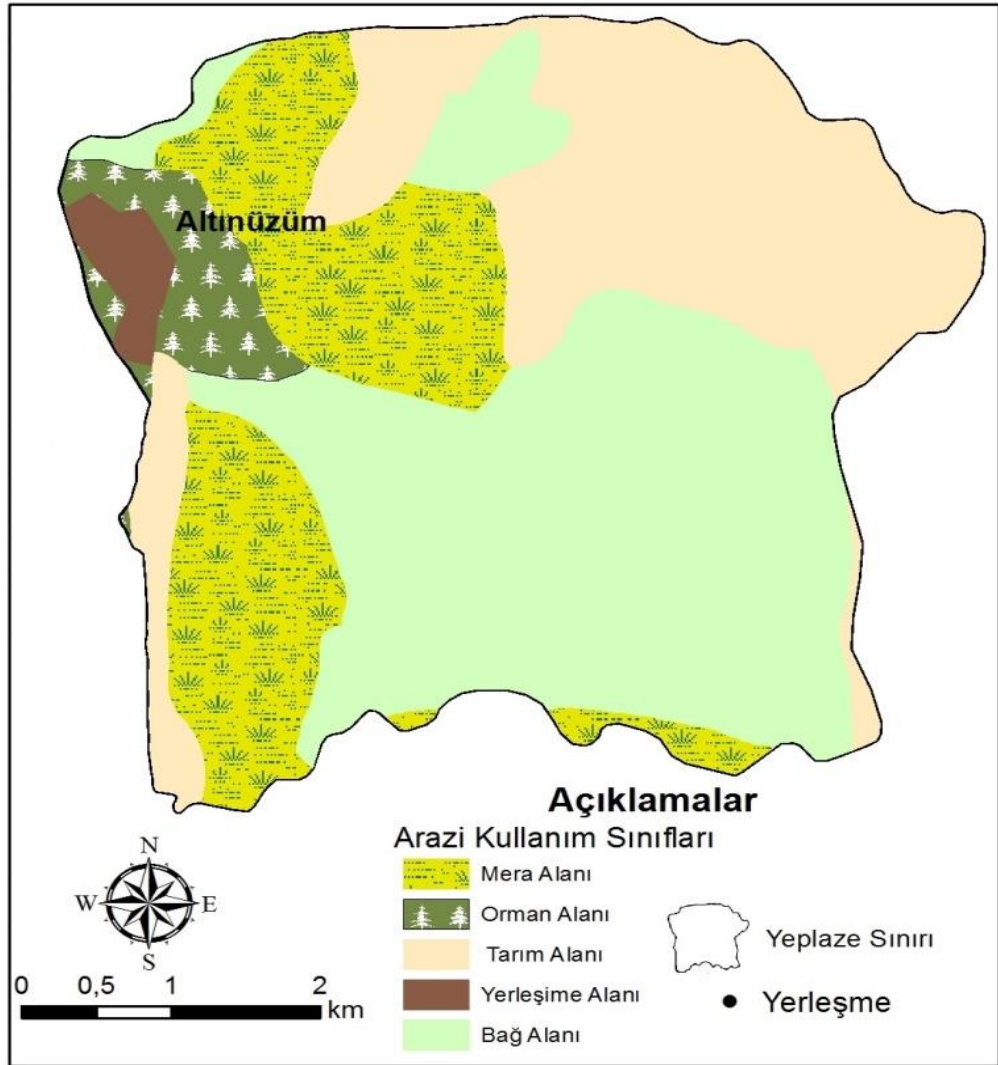 Altınüzüm
Açıklamalar
Arazi Kullanım Sınıfları
Mera Alanı
Orman Alanı
Tarım Alanı
Yerleşime Alanı
Bağ Alanı
Yeplaze Sınırı
Yerleşme
N
W E
S
0 0,5 1 2
km